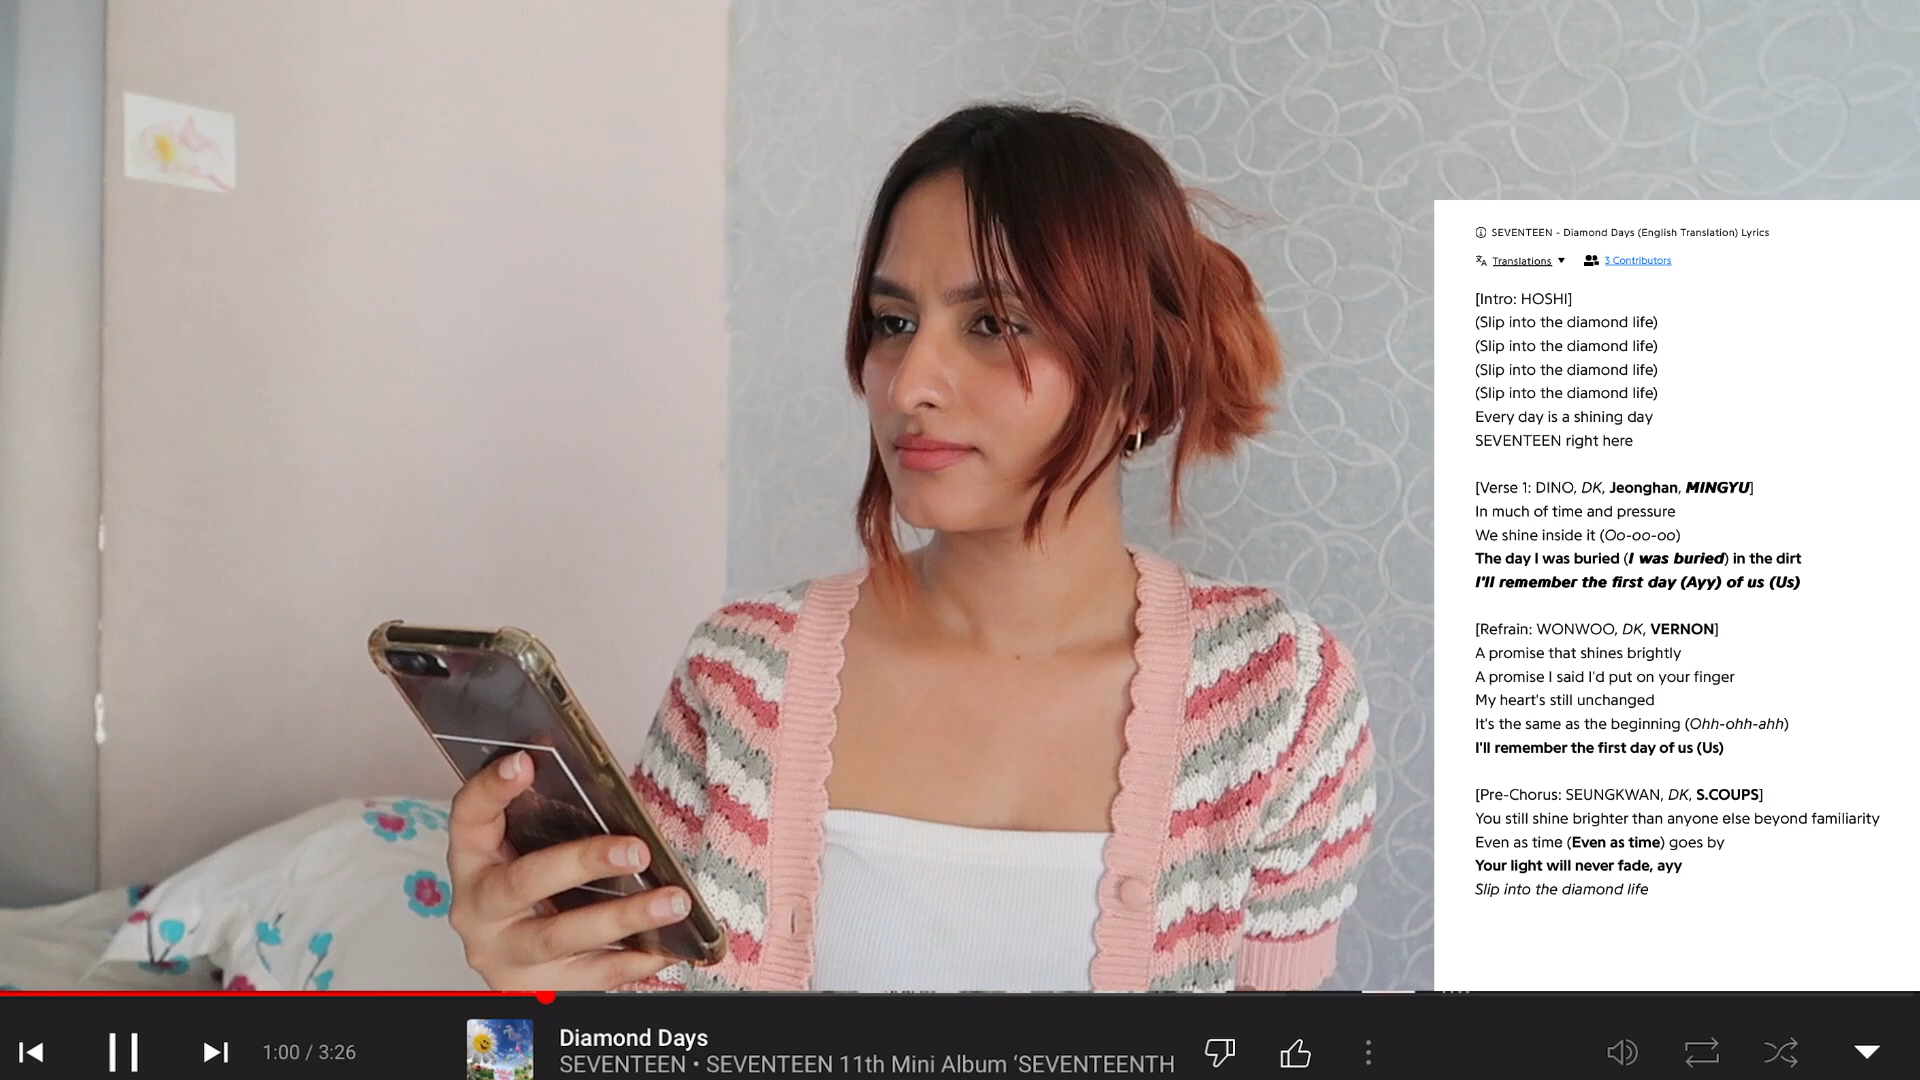 SEVENTEEN - Diamond Days (English Translation) Lyrics
Translations 3 Contributors
[Intro: HOSHI]
(Slip into the diamond life)
(Slip into the diamond life)
(Slip into the diamond life)
(Slip into the diamond life)
Every day is a shining day
SEVENTEEN right here
[Verse 1: DINO, DK, Jeonghan, MINGYU]
In much of time and pressure
We shine inside it (Oo-oo-oo)
The day I was buried (I was buried) in the dirt
I'll remember the first day (Ayy) of us (Us)
[Refrain: WONWOO, DK, VERNON]
A promise that shines brightly
A promise I said I'd put on your finger
My heart's still unchanged
It's the same as the beginning (Ohh-ohh-ahh)
I'll remember the first day of us (Us)
[Pre-Chorus: SEUNGKWAN, DK, S.COUPS]
You still shine brighter than anyone else beyond familiarity
Even as time (Even as time) goes by
Your light will never fade, ayy
Slip into the diamond life
1:00 / 3:26
Diamond Days
SEVENTEEN • SEVENTEEN 11th Mini Album ‘SEVENTEENTH